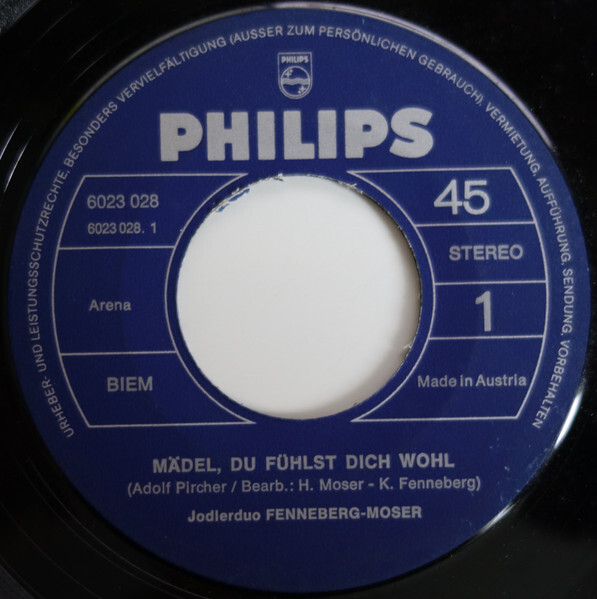 URHEBER- UND LEISTUNGSSCHUTZRECHTE, BESONDERS VERVIELFÄLTIGUNG (AUSSER ZUM PERSÖNLICHEN GEBRAUCH), VERMIETUNG, AUFFÜHRUNG, SENDUNG, VORBEHALTEN
PHILIPS
PHILIPS
6023 028
6023 028. 1
Arena
BIEM
45
STEREO
1
Made in Austria
MÄDEL, DU FÜHLST DICH WOHL
(Adolf Pircher / Bearb.: H. Moser - K. Fenneberg)
Jodlerduo FENNEBERG-MOSER